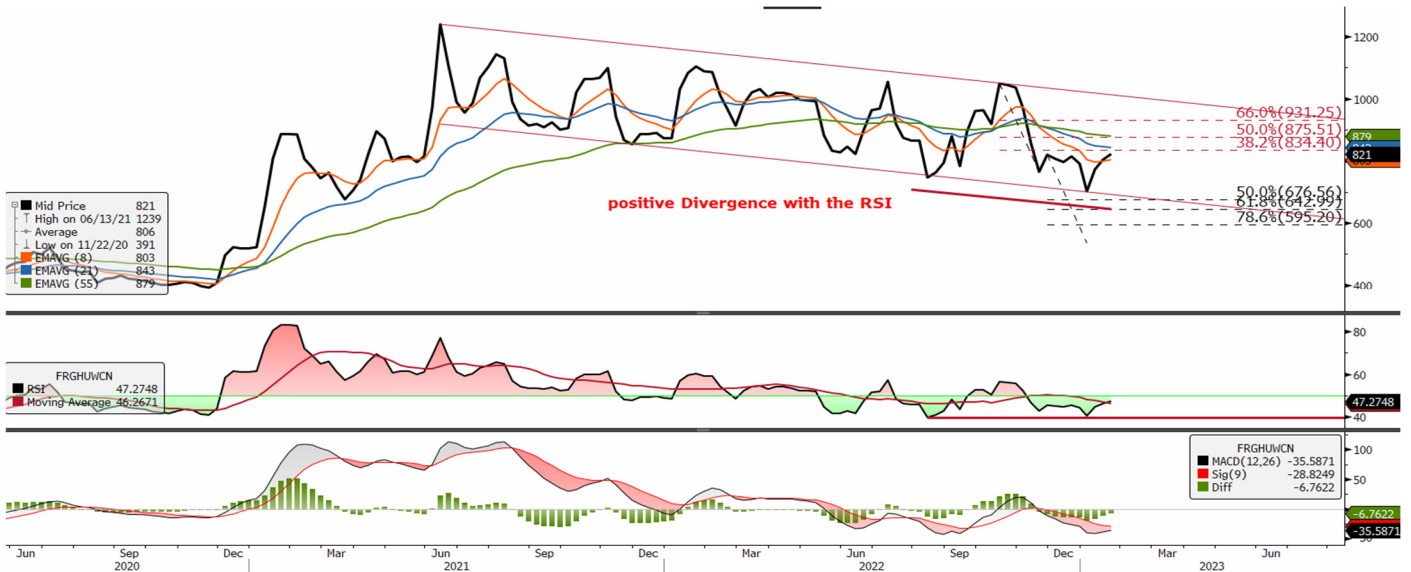 1200
1000
800
600
400
66.0%(931.25)
50.0%(875.51)
38.2%(834.40)
879
821
50.0%(676.56)
61.8%(642.99)
78.6%(595.20)
positive Divergence with the RSI
Mid Price 821
High on 06/13/21 1239
Average 806
Low on 11/22/20 391
EMAVG (8) 803
EMAVG (21) 843
EMAVG (55) 879
80
60
40
47.2748
FRGHUWCN
RSI 47.2748
Moving Average 46.2671
100
50
-6.7622
-35.5871
FRGHUWCN
MACD(12,26) -35.5871
Sig(9) -28.8249
Diff -6.7622
Jun Sep Dec Mar Jun Sep Dec Mar Jun Sep Dec Mar Jun
2020 2021 2022 2023